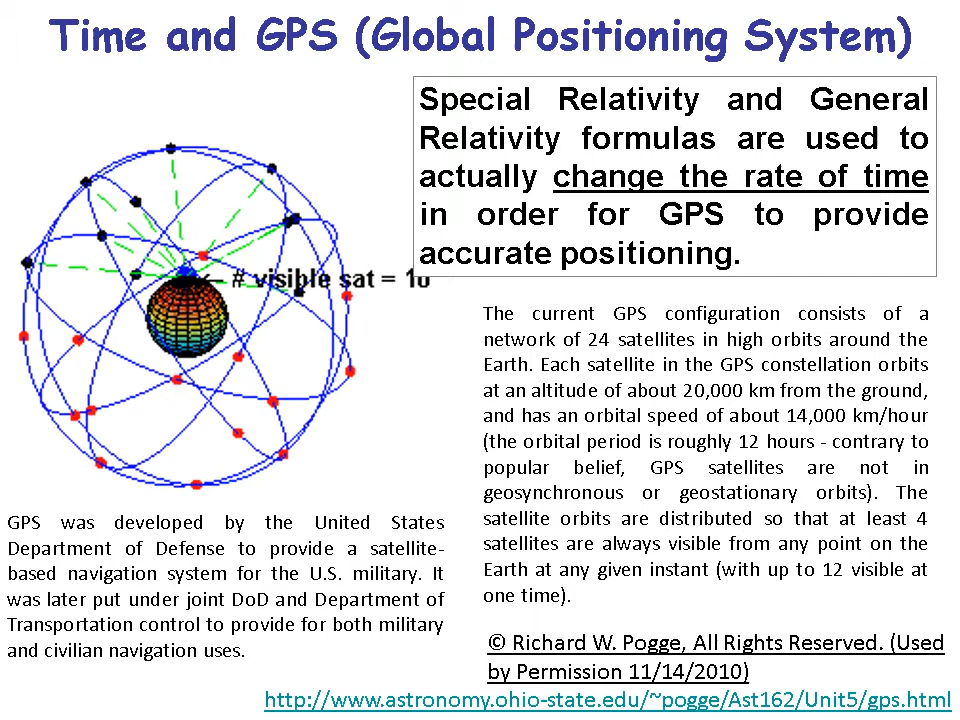 Time and GPS (Global Positioning System)
Special Relativity and General
Relativity formulas are used to
actually change the rate of time
in order for GPS to provide
accurate positioning.
← # visible sat = 10
The current GPS configuration consists of a
network of 24 satellites in high orbits around the
Earth. Each satellite in the GPS constellation orbits
at an altitude of about 20,000 km from the ground,
and has an orbital speed of about 14,000 km/hour
(the orbital period is roughly 12 hours - contrary to
popular belief, GPS satellites are not in
geosynchronous or geostationary orbits). The
satellite orbits are distributed so that at least 4
satellites are always visible from any point on the
Earth at any given instant (with up to 12 visible at
one time).
GPS was developed by the United States
Department of Defense to provide a satellite-
based navigation system for the U.S. military. It
was later put under joint DoD and Department of
Transportation control to provide for both military
and civilian navigation uses.
© Richard W. Pogge, All Rights Reserved. (Used
by Permission 11/14/2010)
http://www.astronomy.ohio-state.edu/~pogge/Ast162/Unit5/gps.html